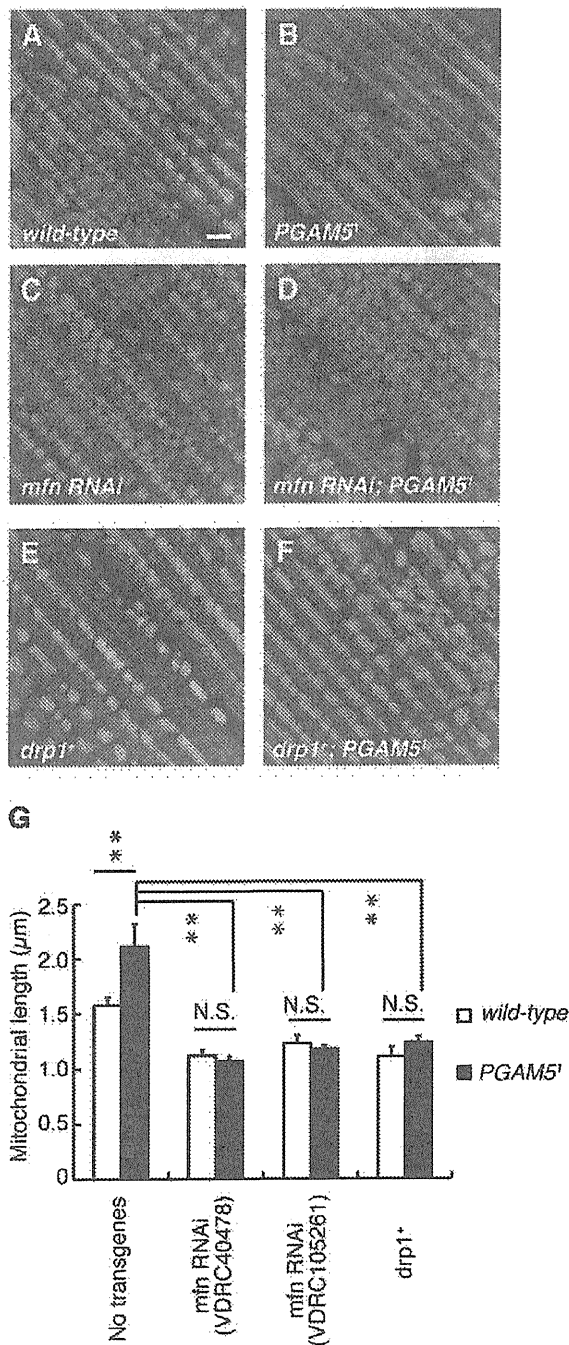 A
wild-type
B
PGAM5¹
C
mfn RNAi
D
mfn RNAi; PGAM5¹
E
drp1⁺
F
drp1⁺; PGAM5¹
G
Mitochondrial length (µm)
2.5
2.0
1.5
1.0
0.5
0
**
**
**
**
N.S.
N.S.
N.S.
wild-type
PGAM5¹
No transgenes
mfn RNAi
(VDRC40478)
mfn RNAi
(VDRC105261)
drp1⁺